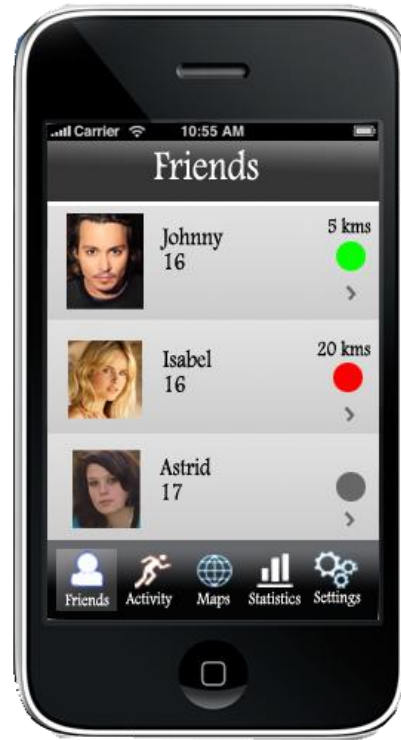 Carrier 10:55 AM
Friends
Johnny 5 kms
16
Isabel 20 kms
16
Astrid
17
Friends Activity Maps Statistics Settings